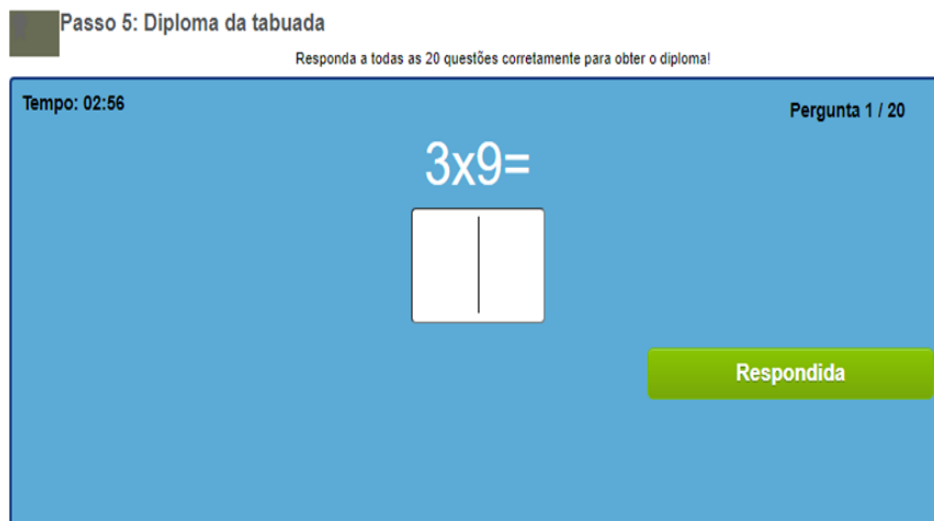 Passo 5: Diploma da tabuada
Responda a todas as 20 questões corretamente para obter o diploma!
Tempo: 02:56
Pergunta 1 / 20
3x9=
Respondida